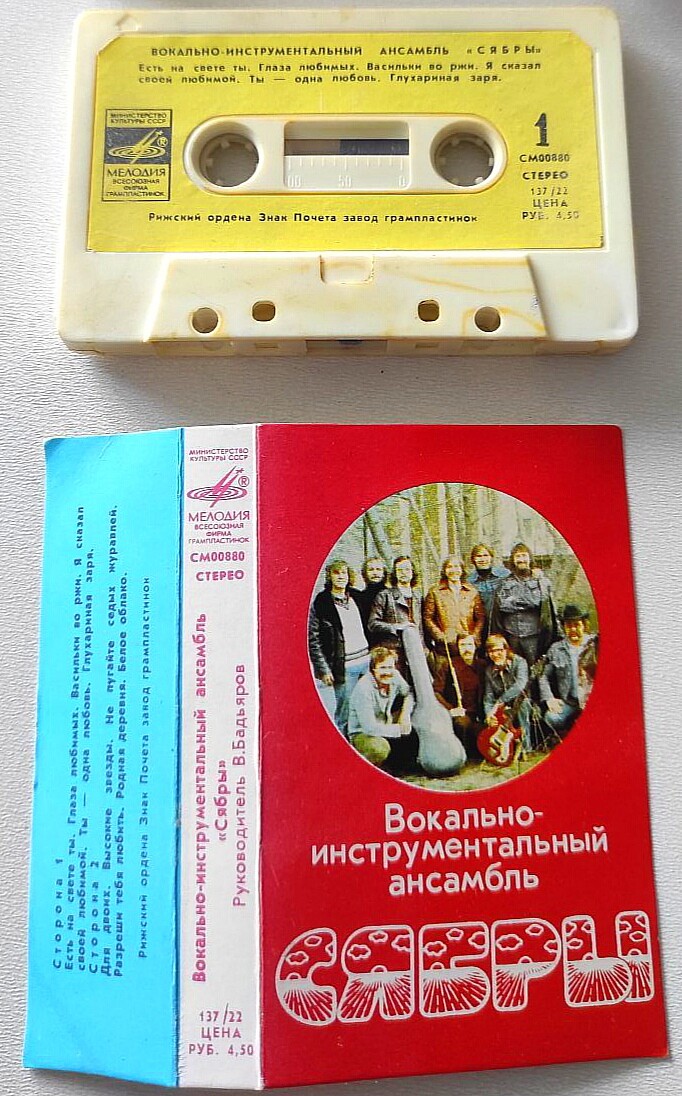 ВОКАЛЬНО-ИНСТРУМЕНТАЛЬНЫЙ АНСАМБЛЬ «СЯБРЫ»
Есть на свете ты. Глаза любимых. Васильки во ржи. Я сказал
своей любимой. Ты — одна любовь. Глухариная заря.
МИНИСТЕРСТВО
КУЛЬТУРЫ СССР
®
МЕЛОДИЯ
ВСЕСОЮЗНАЯ
ФИРМА
ГРАМПЛАСТИНОК
1
СМ00880
СТЕРЕО
137/22
ЦЕНА
РУБ. 4,50
00 50 0
Рижский ордена Знак Почета завод грампластинок
Сторона 1
Есть на свете ты. Глаза любимых. Васильки во ржи. Я сказал
своей любимой. Ты — одна любовь. Глухариная заря.
Сторона 2
Для двоих. Высокие звезды. Не пугайте седых журавлей.
Разреши тебя любить. Родная деревня. Белое облако.
Рижский ордена Знак Почета завод грампластинок
МИНИСТЕРСТВО
КУЛЬТУРЫ СССР
®
МЕЛОДИЯ
ВСЕСОЮЗНАЯ
ФИРМА
ГРАМПЛАСТИНОК
СМ00880
СТЕРЕО
Вокально-инструментальный ансамбль
«Сябры»
Руководитель В.Бадьяров
137/22
ЦЕНА
РУБ. 4,50
Вокально-
инструментальный
ансамбль
СЯБРЫ